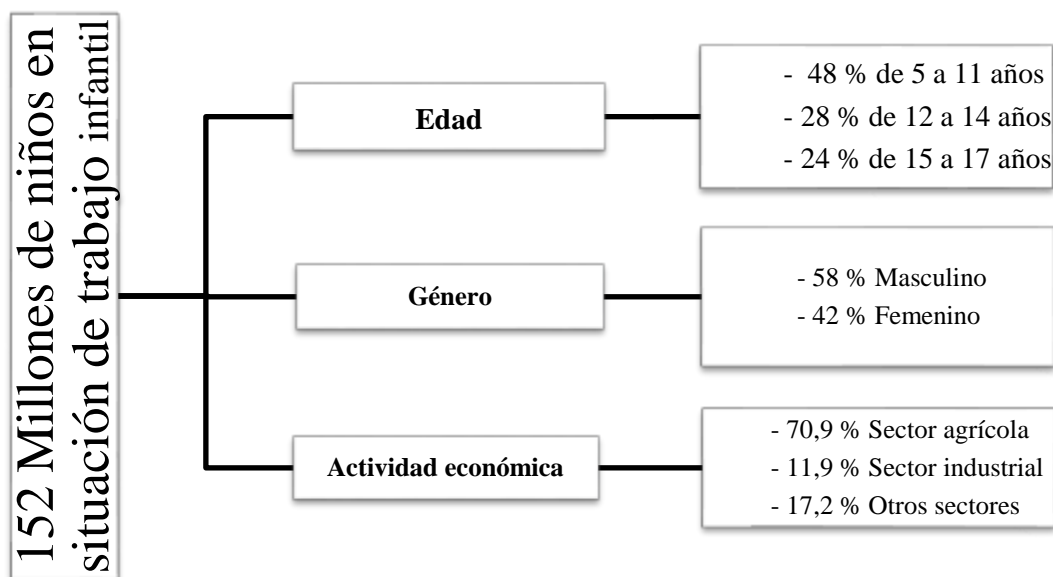 152 Millones de niños en
situación de trabajo infantil
Edad
- 48 % de 5 a 11 años
- 28 % de 12 a 14 años
- 24 % de 15 a 17 años
Género
- 58 % Masculino
- 42 % Femenino
Actividad económica
- 70,9 % Sector agrícola
- 11,9 % Sector industrial
- 17,2 % Otros sectores